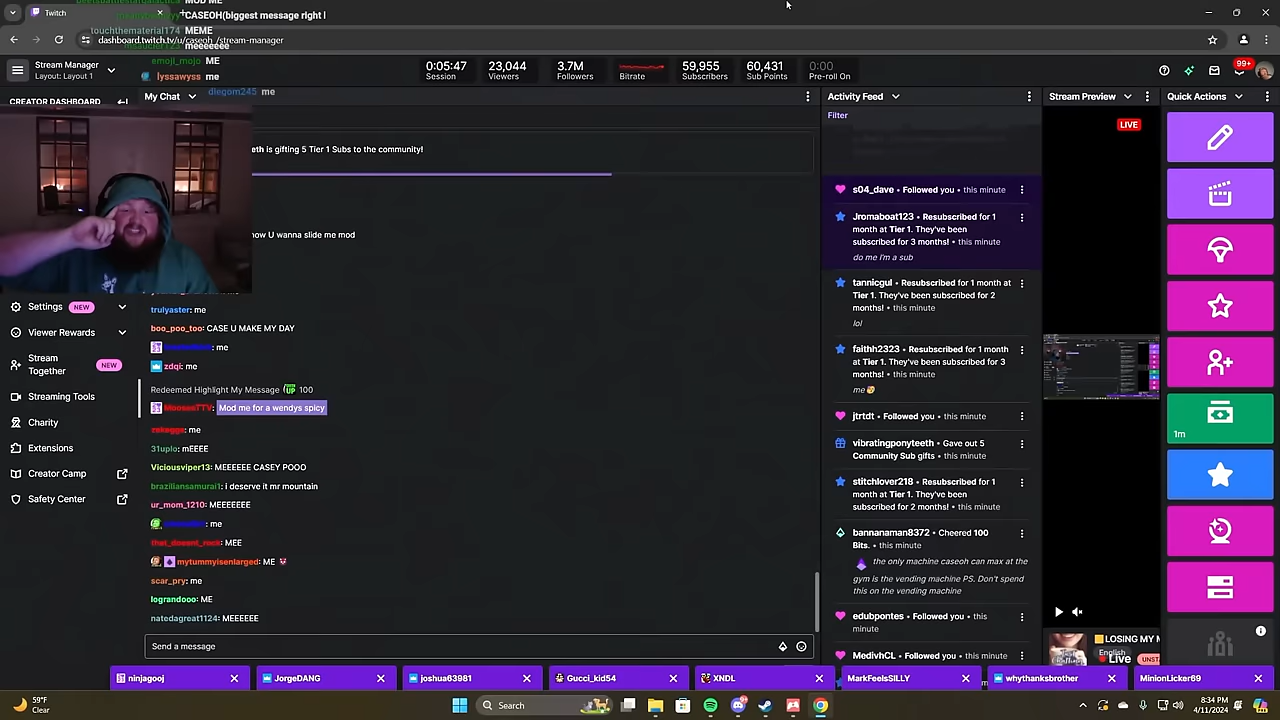 MOD ME
Twitch
CASEOH(biggest message right I
touchthematerial174 MEME
dashboard.twitch.tv/u/caseoh_/stream-manager
meeeeeee
emoji_mojo ME
lyssawyss me
diegom245 me
Stream Manager
Layout: Layout 1
0:05:47
Session
23,044
Viewers
3.7M
Followers
Bitrate
59,955
Subscribers
60,431
Sub Points
0:00
Pre-roll On
99+
CREATOR DASHBOARD
My Chat
Activity Feed
Stream Preview
Quick Actions
Filter
LIVE
eth is gifting 5 Tier 1 Subs to the community!
now U wanna slide me mod
Settings NEW
Viewer Rewards
Stream
Together NEW
Streaming Tools
Charity
Extensions
Creator Camp
Safety Center
trulyaster: me
boo_poo_too: CASE U MAKE MY DAY
: me
zdqi: me
Redeemed Highlight My Message UP 100
Mod me for a wendys spicy
: me
31uplo: mEEEE
Viciousviper13: MEEEEEE CASEY POOO
braziliansamurai1: i deserve it mr mountain
ur_mom_1210: MEEEEEEE
: me
: MEE
mytummyisenlarged: ME
scar_pry: me
lograndooo: ME
natedagreat1124: MEEEEEE
Send a message
s04_dave • Followed you • this minute
Jromaboat123 • Resubscribed for 1
month at Tier 1. They've been
subscribed for 3 months! • this minute
do me I'm a sub
tannicgul • Resubscribed for 1 month at
Tier 1. They've been subscribed for 2
months! • this minute
lol
faithh2323 • Resubscribed for 1 month
at Tier 1. They've been subscribed for 3
months! • this minute
me
jtrtdt • Followed you • this minute
vibratingponyteeth • Gave out 5
Community Sub gifts • this minute
snitchlover218 • Resubscribed for 1
month at Tier 1. They've been
subscribed for 2 months! • this minute
bannanaman8372 • Cheered 100
Bits. • this minute
the only machine caseoh can max at the
gym is the vending machine PS. Don't spend
this on the vending machine
edubpontes • Followed you • this
minute
MedivhCL • Followed you • this minute
1m
LOSING MY M
English
Live
UNST
ninjagooj
JorgeDANG
joshua63981
Gucci_kid54
XNDL
MarkFeelsSILLY
whythanksbrother
MinionLicker69
59°F
Clear
Search
8:34 PM
4/11/2024